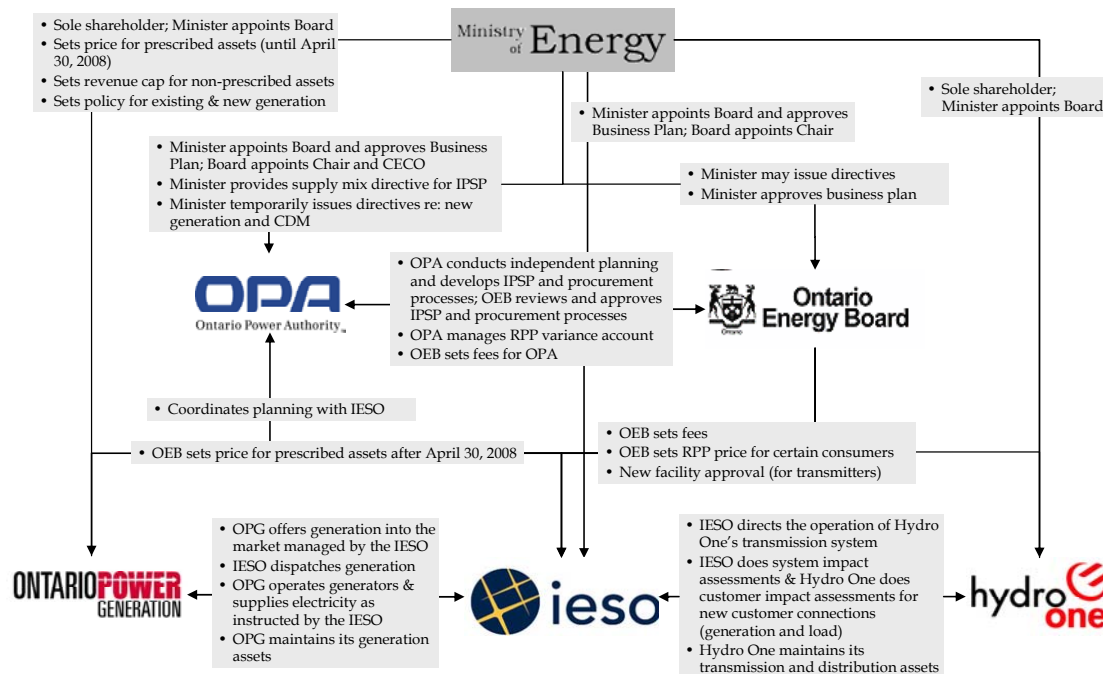 • Sole shareholder; Minister appoints Board
• Sets price for prescribed assets (until April
30, 2008)
• Sets revenue cap for non-prescribed assets
• Sets policy for existing & new generation
Ministry
of Energy
• Sole shareholder;
Minister appoints Board
• Minister appoints Board and approves
Business Plan; Board appoints Chair
• Minister appoints Board and approves Business
Plan; Board appoints Chair and CECO
• Minister provides supply mix directive for IPSP
• Minister temporarily issues directives re: new
generation and CDM
• Minister may issue directives
• Minister approves business plan
OPA
Ontario Power Authority
• OPA conducts independent planning
and develops IPSP and procurement
processes; OEB reviews and approves
IPSP and procurement processes
• OPA manages RPP variance account
• OEB sets fees for OPA
Ontario
Ontario
Energy Board
• Coordinates planning with IESO
• OEB sets price for prescribed assets after April 30, 2008
• OEB sets fees
• OEB sets RPP price for certain consumers
• New facility approval (for transmitters)
ONTARIOPOWER
GENERATION
• OPG offers generation into the
market managed by the IESO
• IESO dispatches generation
• OPG operates generators &
supplies electricity as
instructed by the IESO
• OPG maintains its generation
assets
ieso
• IESO directs the operation of Hydro
One's transmission system
• IESO does system impact
assessments & Hydro One does
customer impact assessments for
new customer connections
(generation and load)
• Hydro One maintains its
transmission and distribution assets
hydro
one